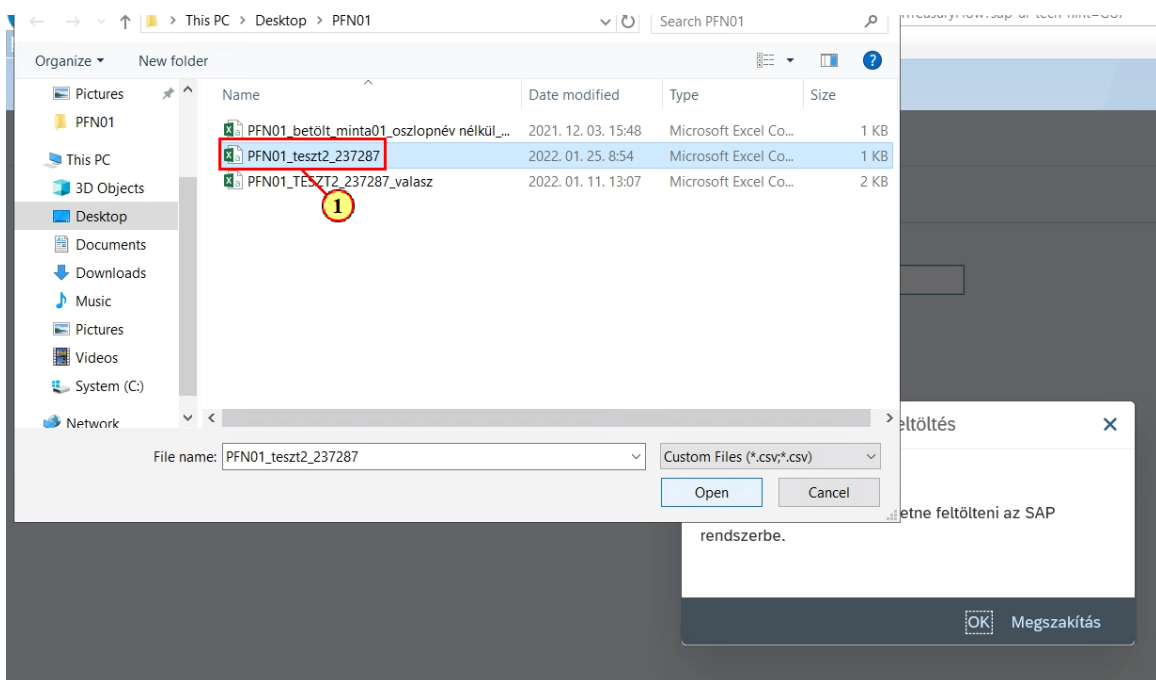 This PC > Desktop > PFN01
Search PFN01
Organize
New folder
?
Pictures
PFN01
This PC
3D Objects
Desktop
Documents
Downloads
Music
Pictures
Videos
System (C:)
Network
Name Date modified Type Size
PFN01_betölt_minta01_oszlopnév nélkül_... 2021. 12. 03. 15:48 Microsoft Excel Co... 1 KB
PFN01_teszt2_237287 2022. 01. 25. 8:54 Microsoft Excel Co... 1 KB
PFN01_TESZT2_237287_valasz 2022. 01. 11. 13:07 Microsoft Excel Co... 2 KB
1
File name: PFN01_teszt2_237287
Custom Files (*.csv;*.csv)
Open Cancel
eltöltés
etne feltölteni az SAP
rendszerbe.
OK Megszakítás